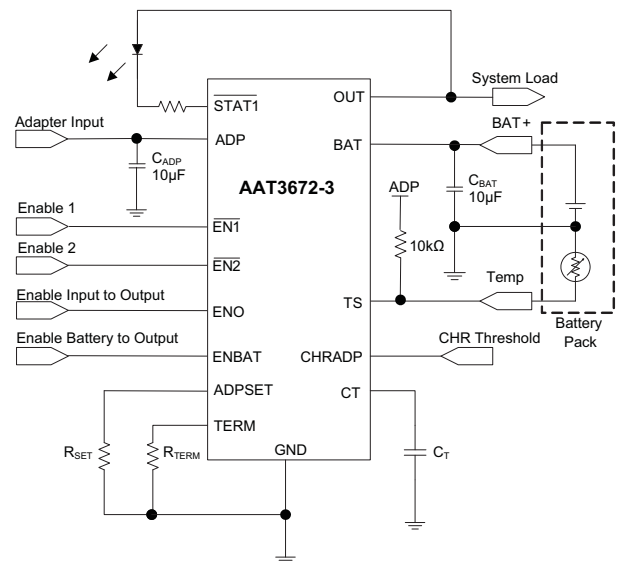 System Load
STAT1
OUT
Adapter Input
BAT+
ADP
BAT
CADP
10µF
AAT3672-3
ADP
CBAT
10µF
Enable 1
EN1
10kΩ
Enable 2
EN2
Temp
Enable Input to Output
ENO
TS
Battery
Pack
Enable Battery to Output
ENBAT
CHRADP
CHR Threshold
ADPSET
CT
TERM
RSET
RTERM
GND
CT